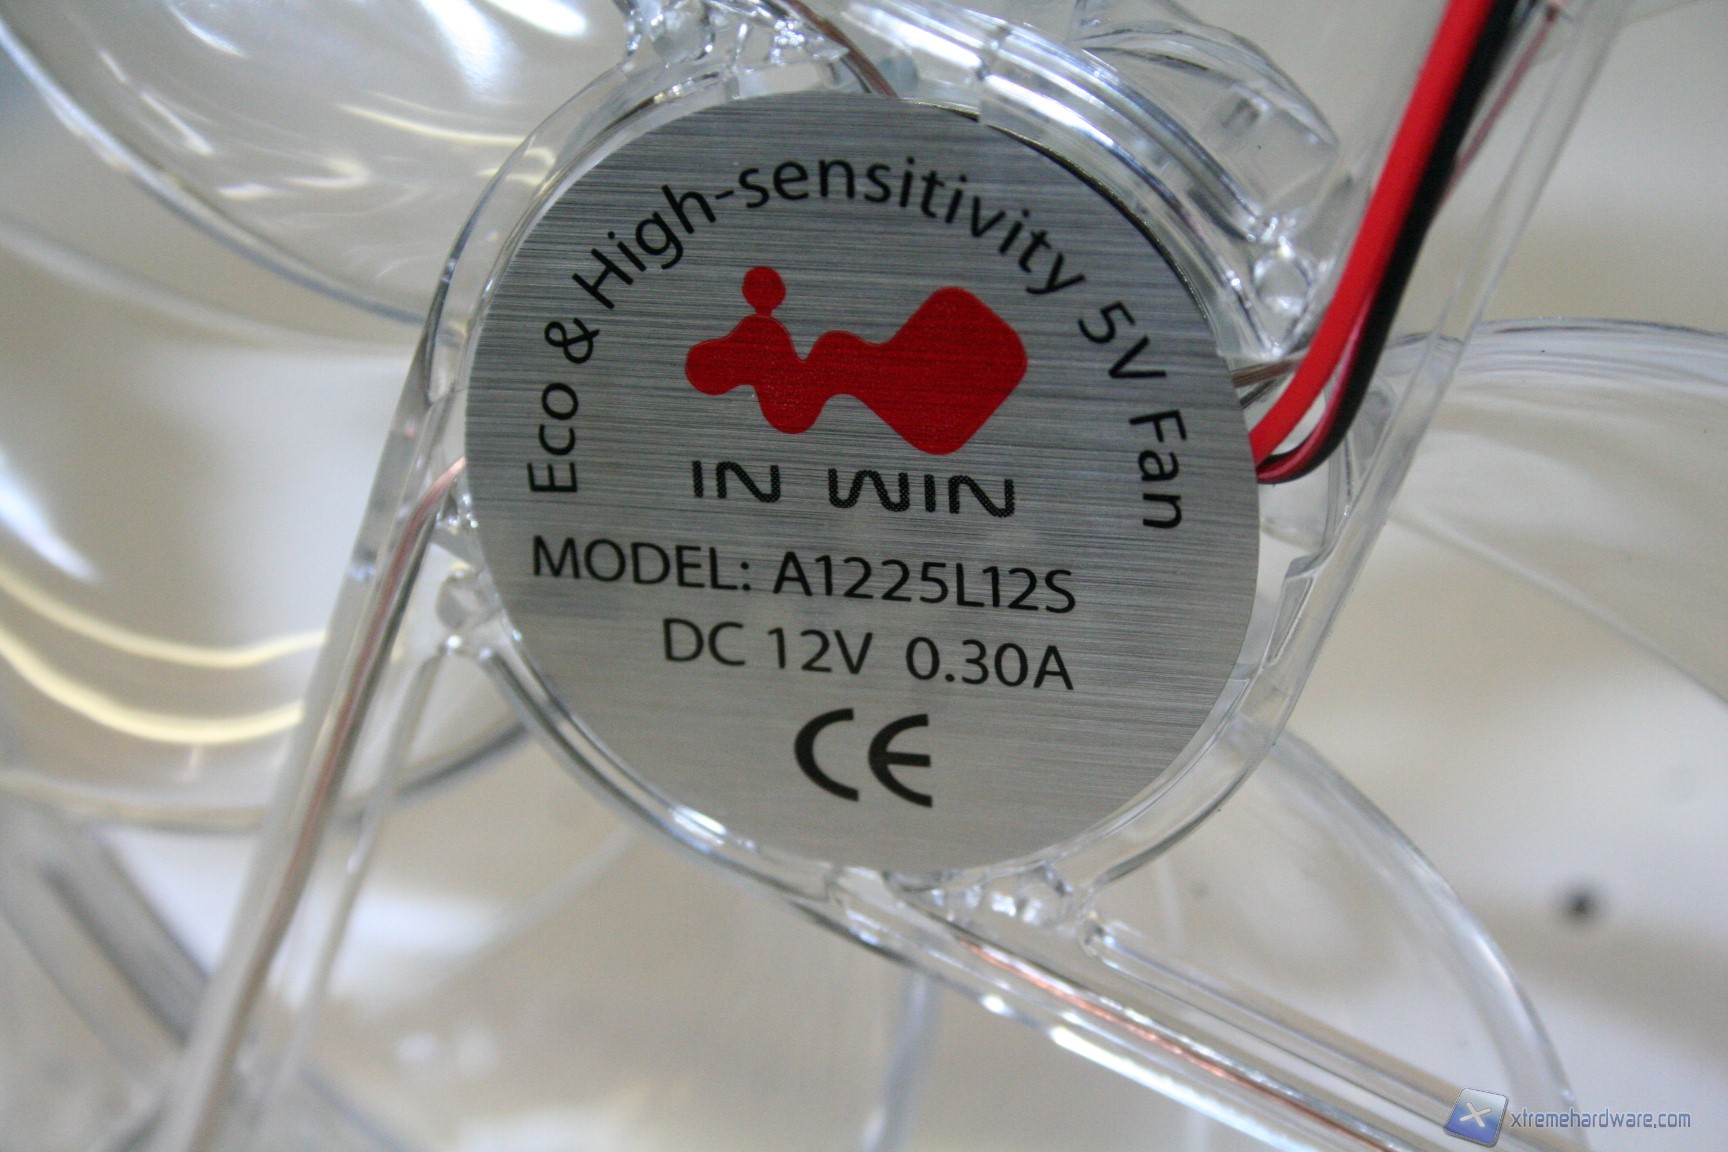 Eco & High-sensitivity 5V Fan
IN WIN
MODEL: A1225L12S
DC 12V 0.30A
CE
xtremehardware.com